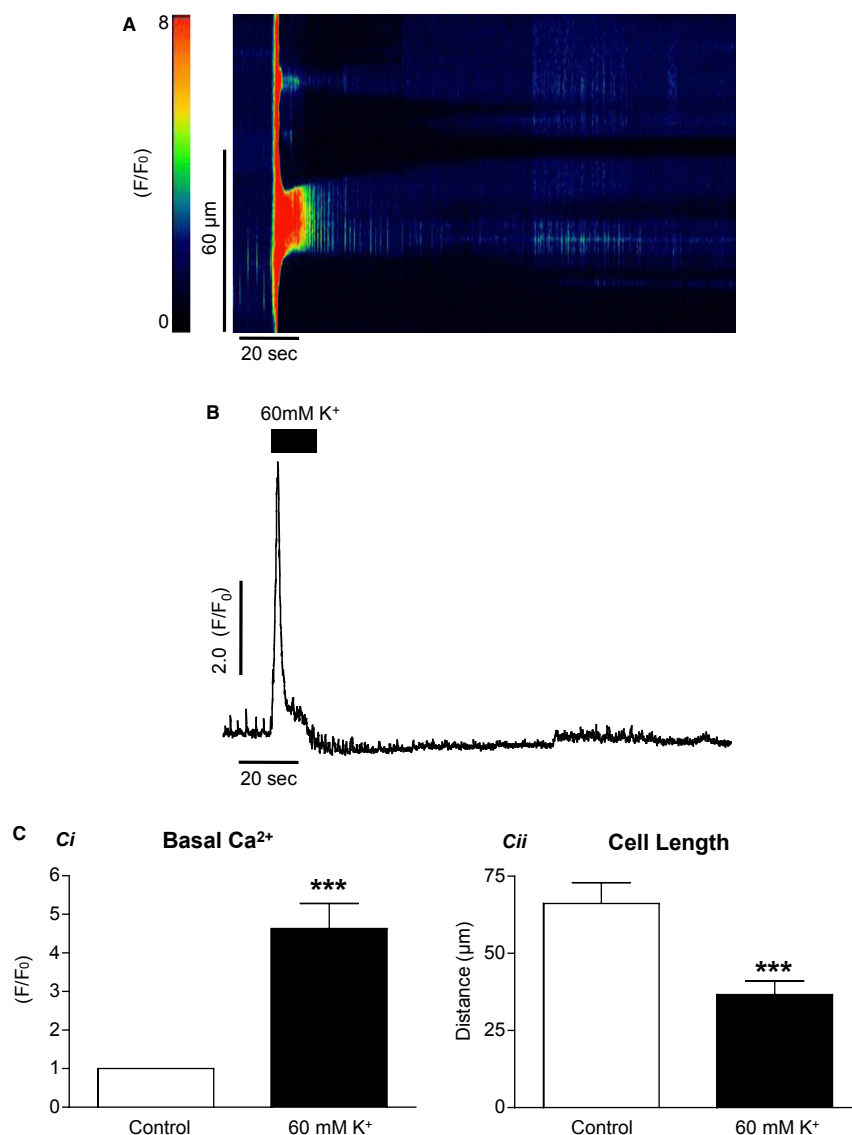 A
8
(F/F₀)
0
60 µm
20 sec
B
60mM K⁺
2.0 (F/F₀)
20 sec
C
Ci
Basal Ca²⁺
6
5
4
3
2
1
0
(F/F₀)
***
Control
60 mM K⁺
Cii
Cell Length
75
50
25
0
Distance (µm)
***
Control
60 mM K⁺